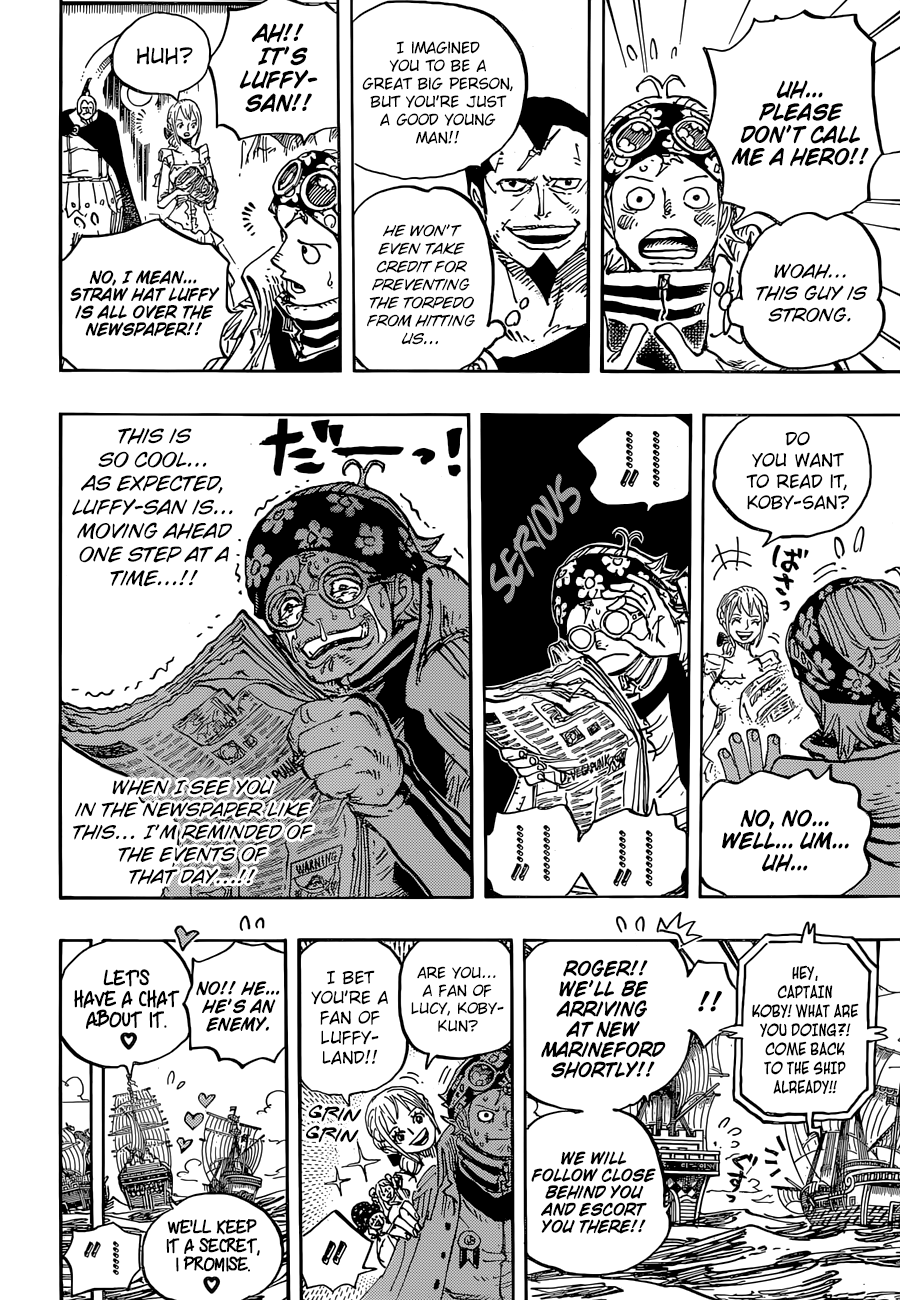 UH...
PLEASE
DON'T CALL
ME A HERO!!
WOAH...
THIS GUY IS
STRONG.
I IMAGINED
YOU TO BE A
GREAT BIG PERSON,
BUT YOU'RE JUST
A GOOD YOUNG
MAN!!
HE WON'T
EVEN TAKE
CREDIT FOR
PREVENTING
THE TORPEDO
FROM HITTING
US...
AH!!
IT'S
LUFFY-
SAN!!
HUH?
NO, I MEAN...
STRAW HAT LUFFY
IS ALL OVER THE
NEWSPAPER!!
DO
YOU WANT
TO READ IT,
KOBY-SAN?
ばさっ
NO, NO...
WELL... UM...
UH...
!!
SERIOUS
VEGAPUNK
!!
!!
だーっ!
THIS IS
SO COOL...
AS EXPECTED,
LUFFY-SAN IS...
MOVING AHEAD
ONE STEP AT A
TIME...!!
PUNK
WARNING
WHEN I SEE YOU
IN THE NEWSPAPER LIKE
THIS... I'M REMINDED OF
THE EVENTS OF
THAT DAY...!!
HEY,
CAPTAIN
KOBY! WHAT ARE
YOU DOING?!
COME BACK
TO THE SHIP
ALREADY!!
!!
ROGER!!
WE'LL BE
ARRIVING
AT NEW
MARINEFORD
SHORTLY!!
WE WILL
FOLLOW CLOSE
BEHIND YOU
AND ESCORT
YOU THERE!!
ARE YOU...
A FAN OF
LUCY, KOBY-
KUN?
I BET
YOU'RE A
FAN OF
LUFFY-
LAND!!
GRIN
GRIN
!!
NO!! HE...
HE'S AN
ENEMY.
LET'S
HAVE A CHAT
ABOUT IT.
♥
WE'LL KEEP
IT A SECRET,
I PROMISE.
♥
!!